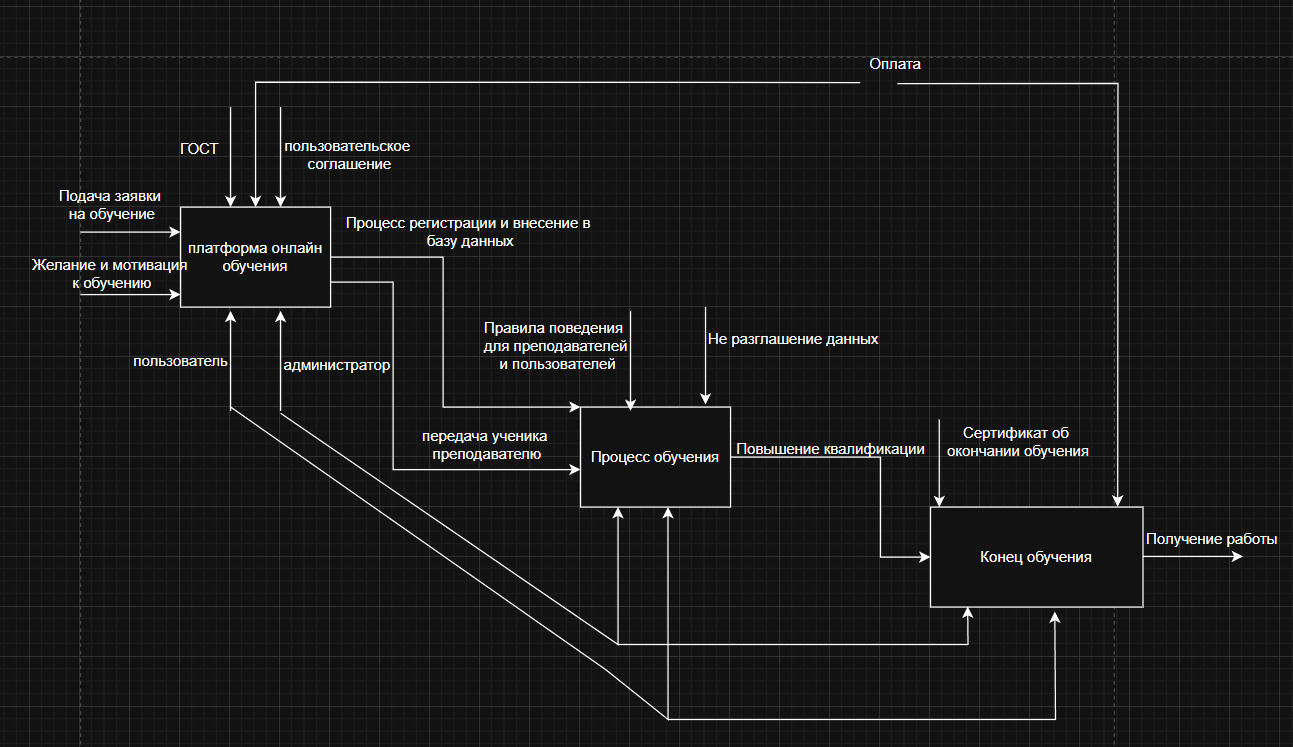 Оплата
ГОСТ
пользовательское
соглашение
Подача заявки
на обучение
Процесс регистрации и внесение в
базу данных
платформа онлайн
обучения
Желание и мотивация
к обучению
Правила поведения
для преподавателей
и пользователей
Не разглашение данных
пользователь
администратор
передача ученика
преподавателю
Процесс обучения
Повышение квалификации
Сертификат об
окончании обучения
Получение работы
Конец обучения